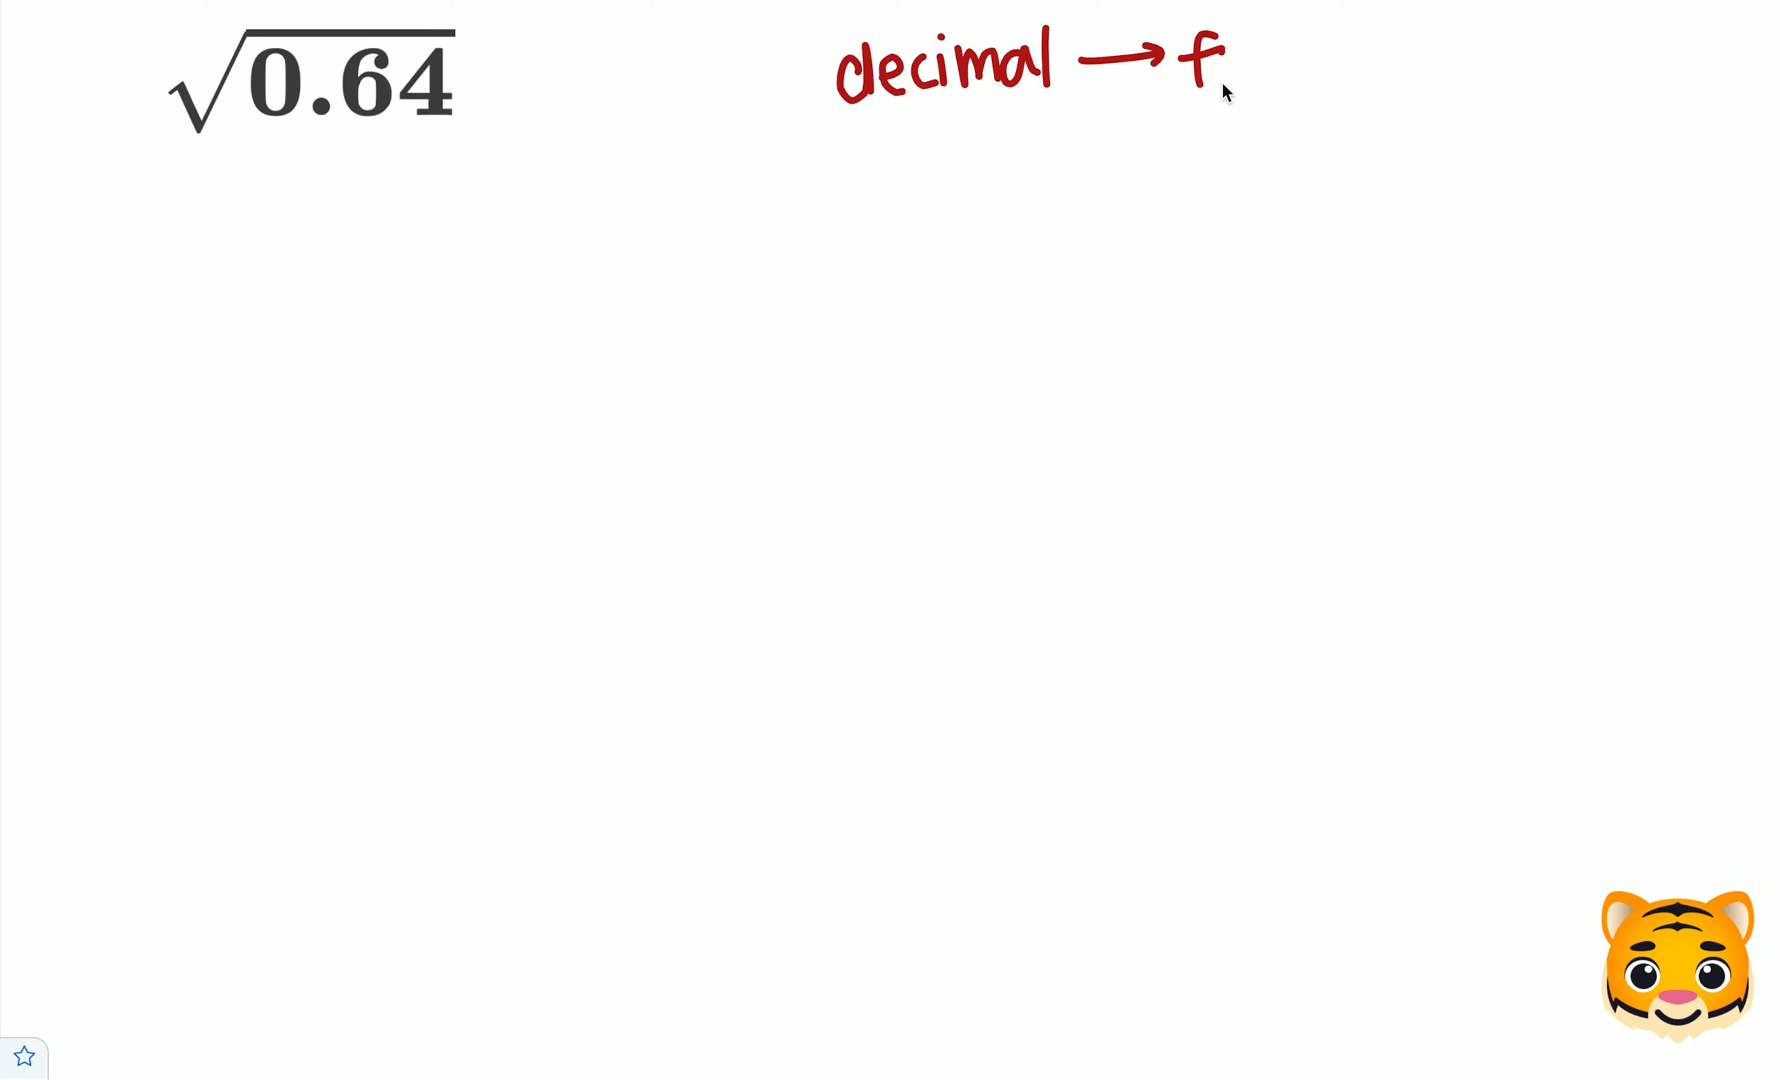 √0.64
decimal → f